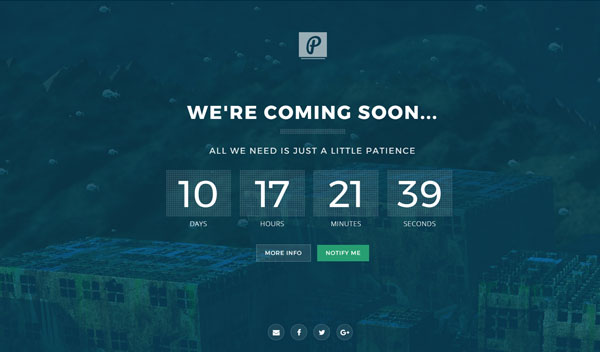 P
WE'RE COMING SOON...
ALL WE NEED IS JUST A LITTLE PATIENCE
10 17 21 39
DAYS HOURS MINUTES SECONDS
MORE INFO NOTIFY ME
f G+